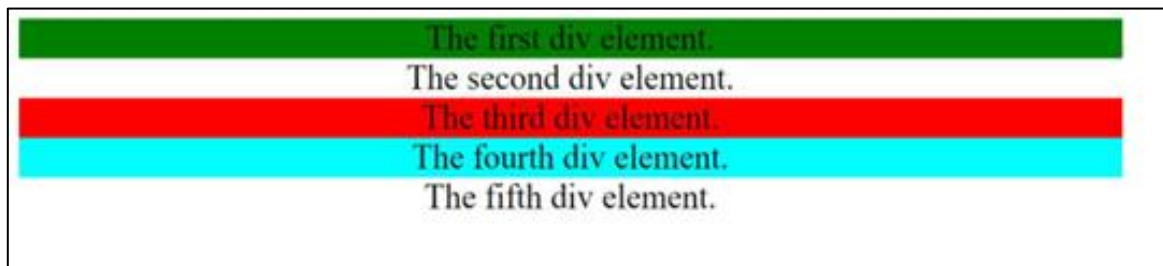 The first div element.
The second div element.
The third div element.
The fourth div element.
The fifth div element.